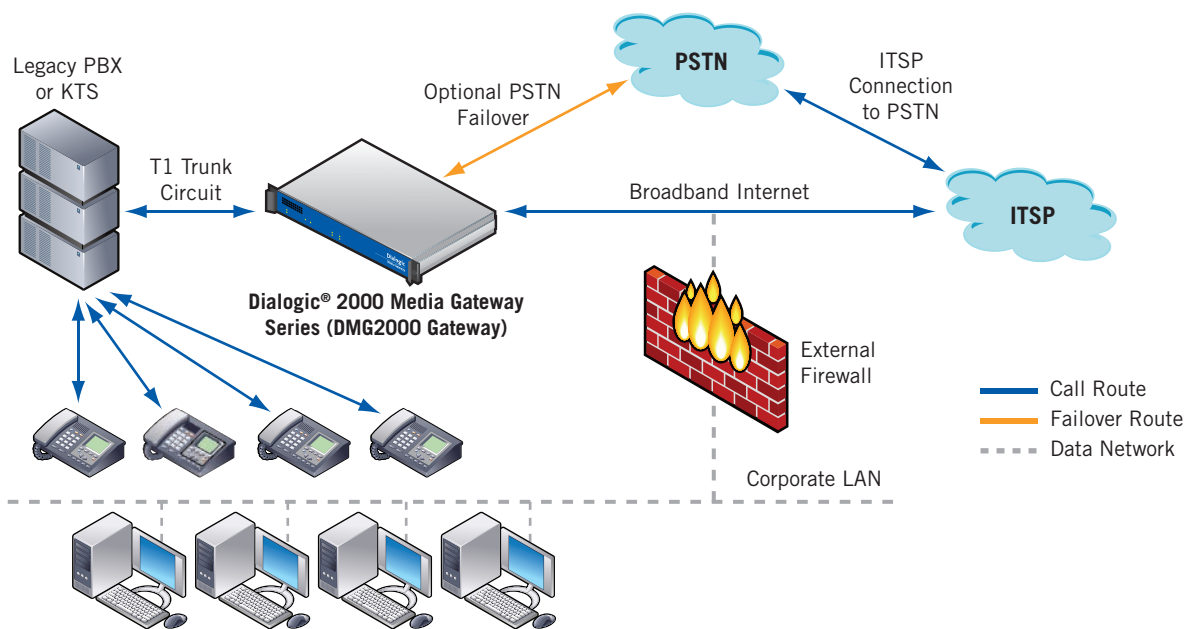 Legacy PBX
or KTS
T1 Trunk
Circuit
Optional PSTN
Failover
PSTN
ITSP
Connection
to PSTN
Broadband Internet
ITSP
Dialogic
Dialogic® 2000 Media Gateway
Series (DMG2000 Gateway)
External
Firewall
Call Route
Failover Route
Data Network
Corporate LAN